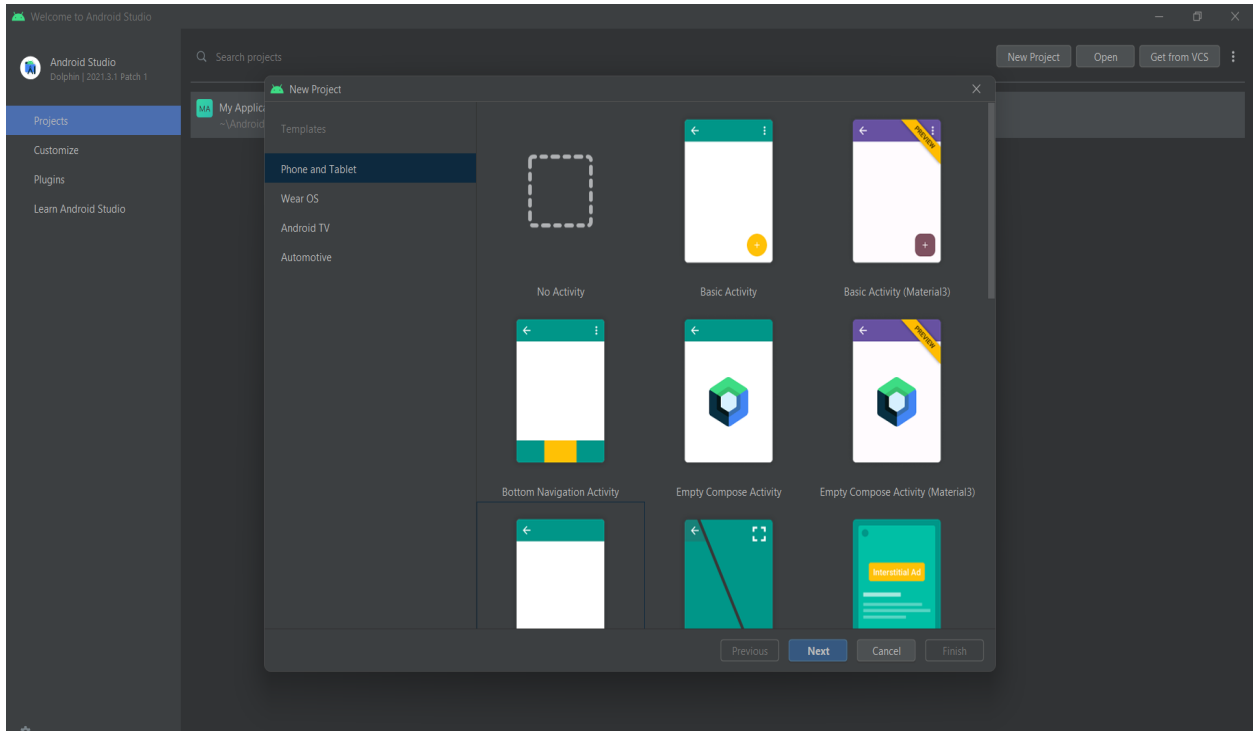 Welcome to Android Studio
Android Studio
Dolphin | 2021.3.1 Patch 1
Search projects
New Project
Open
Get from VCS
Projects
Customize
Plugins
Learn Android Studio
MA
My Applic
~\Android
New Project
Templates
Phone and Tablet
Wear OS
Android TV
Automotive
PREVIEW
No Activity
Basic Activity
Basic Activity (Material3)
PREVIEW
Bottom Navigation Activity
Empty Compose Activity
Empty Compose Activity (Material3)
Interstitial Ad
Previous
Next
Cancel
Finish